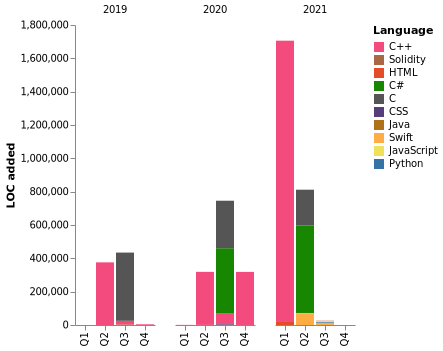 2019 2020 2021
Language
C++
Solidity
HTML
C#
C
CSS
Java
Swift
JavaScript
Python
LOC added
1,800,000
1,600,000
1,400,000
1,200,000
1,000,000
800,000
600,000
400,000
200,000
0
Q1 Q2 Q3 Q4 Q1 Q2 Q3 Q4 Q1 Q2 Q3 Q4